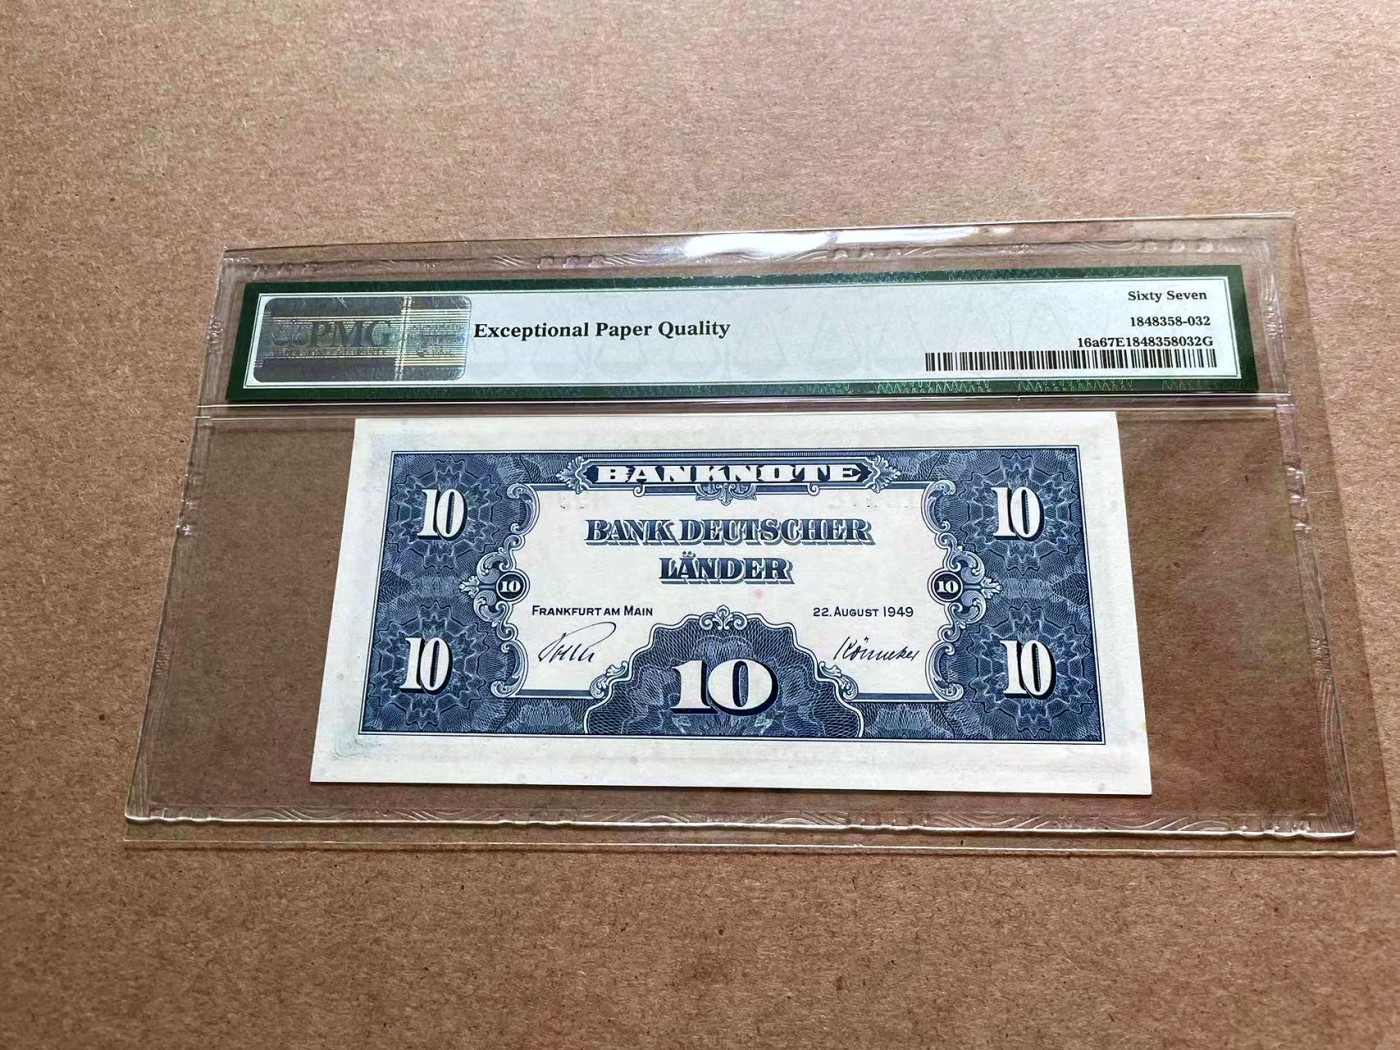 PMG
Exceptional Paper Quality
Sixty Seven
1848358-032
16a67E1848358032G
BANKNOTE
10
10
BANK DEUTSCHER
LÄNDER
10
10
FRANKFURT AM MAIN
22. AUGUST 1949
Könneker
10
10
10